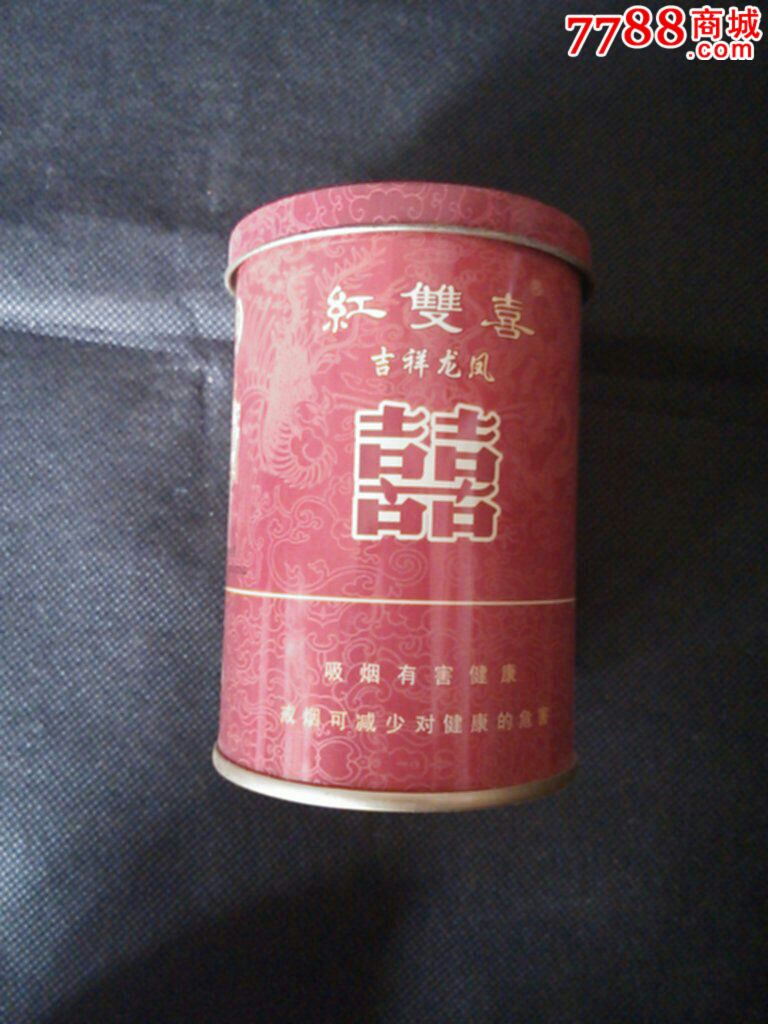 7788商城
.com
紅雙喜
吉祥龙凤
囍
吸烟有害健康
戒烟可减少对健康的危害